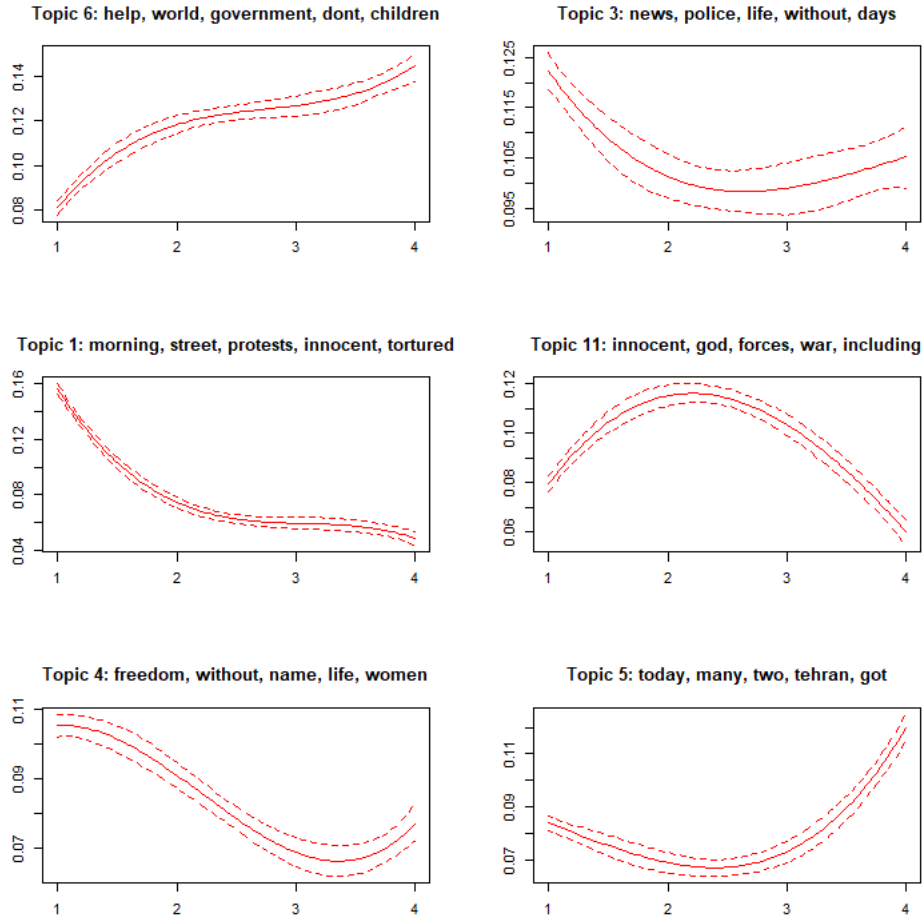 Topic 6: help, world, government, dont, children
0.14
0.12
0.10
0.08
1 2 3 4
Topic 3: news, police, life, without, days
0.125
0.115
0.105
0.095
1 2 3 4
Topic 1: morning, street, protests, innocent, tortured
0.16
0.12
0.08
0.04
1 2 3 4
Topic 11: innocent, god, forces, war, including
0.12
0.10
0.08
0.06
1 2 3 4
Topic 4: freedom, without, name, life, women
0.11
0.09
0.07
1 2 3 4
Topic 5: today, many, two, tehran, got
0.11
0.09
0.07
1 2 3 4